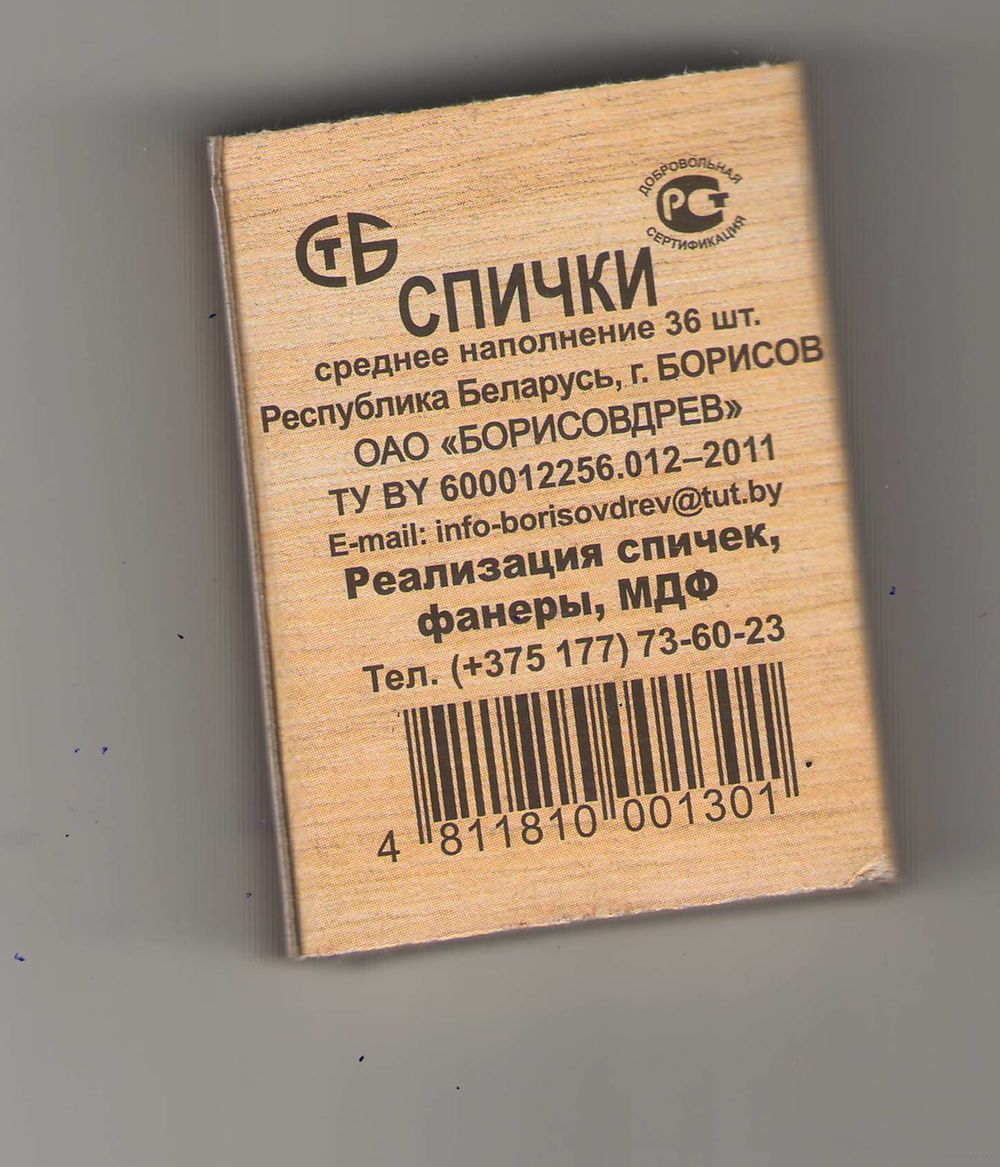 ДОБРОВОЛЬНАЯ
РСТ
СЕРТИФИКАЦИЯ
СТБ
СПИЧКИ
среднее наполнение 36 шт.
Республика Беларусь, г. БОРИСОВ
ОАО «БОРИСОВДРЕВ»
ТУ BY 600012256.012–2011
E-mail: info-borisovdrev@tut.by
Реализация спичек,
фанеры, МДФ
Тел. (+375 177) 73-60-23
4 811810 001301